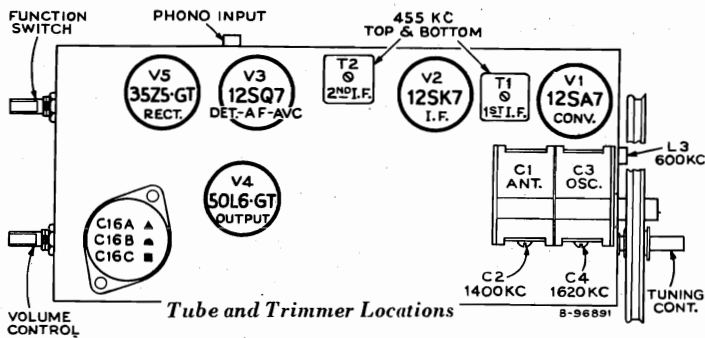 FUNCTION
SWITCH
PHONO INPUT
455 KC
TOP & BOTTOM
V5
35Z5·GT
RECT.
V3
12SQ7
DET.-AF-AVC
T2
2ND I.F.
V2
12SK7
I.F.
T1
1ST I.F.
V1
12SA7
CONV.
L3
600KC
C1
ANT.
C3
OSC.
V4
50L6·GT
OUTPUT
C16A ▲
C16B
C16C ■
C2
1400KC
C4
1620KC
TUNING
CONT.
VOLUME
CONTROL
Tube and Trimmer Locations
B-96891